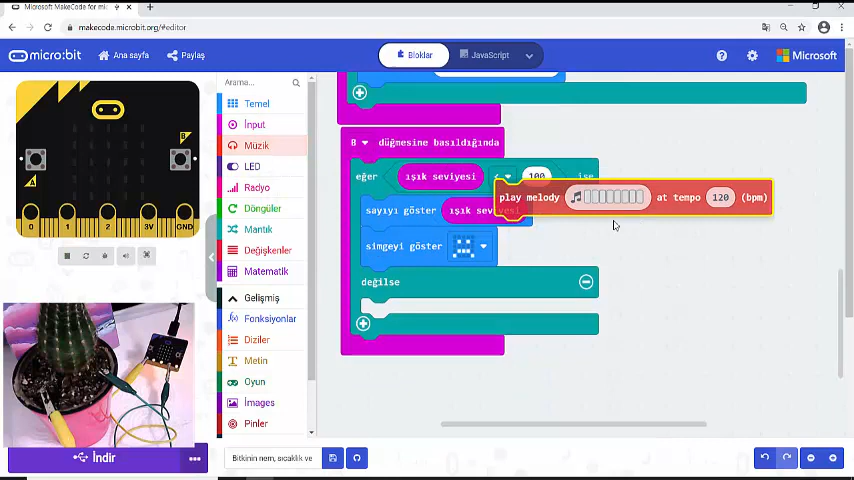 Microsoft MakeCode for micro:b
makecode.microbit.org/#editor
micro:bit
Ana sayfa
Paylaş
Bloklar
JavaScript
Microsoft
Arama...
Temel
Input
Müzik
LED
Radyo
Döngüler
Mantık
Değişkenler
Matematik
Gelişmiş
Fonksiyonlar
Diziler
Metin
Oyun
Images
Pinler
A
B
0 1 2 3V GND
B düğmesine basıldığında
eğer ışık seviyesi < 100 ise
play melody at tempo 120 (bpm)
sayıyı göster ışık seviyesi
simgeyi göster
değilse
İndir
Bitkinin nem, sıcaklık ve